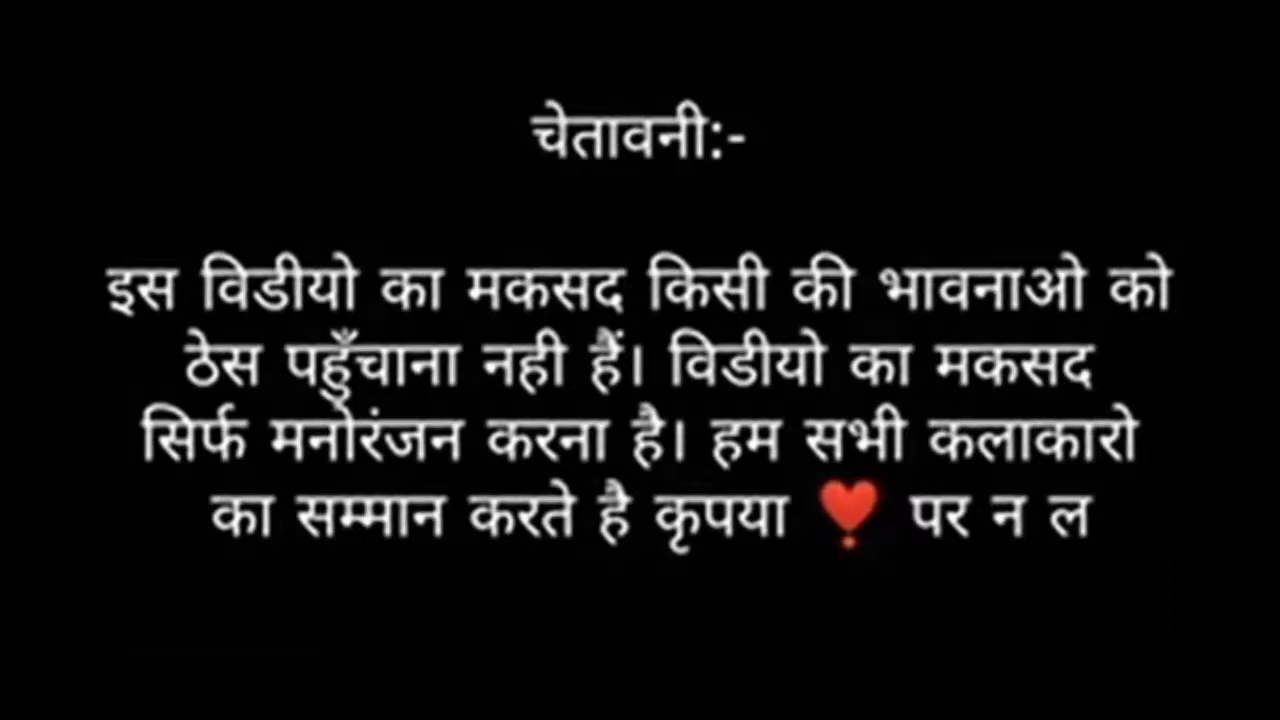 चेतावनी:-
इस विडीयो का मकसद किसी की भावनाओ को
ठेस पहुँचाना नही हैं। विडीयो का मकसद
सिर्फ मनोरंजन करना है। हम सभी कलाकारो
का सम्मान करते है कृपया ❣️ पर न ल